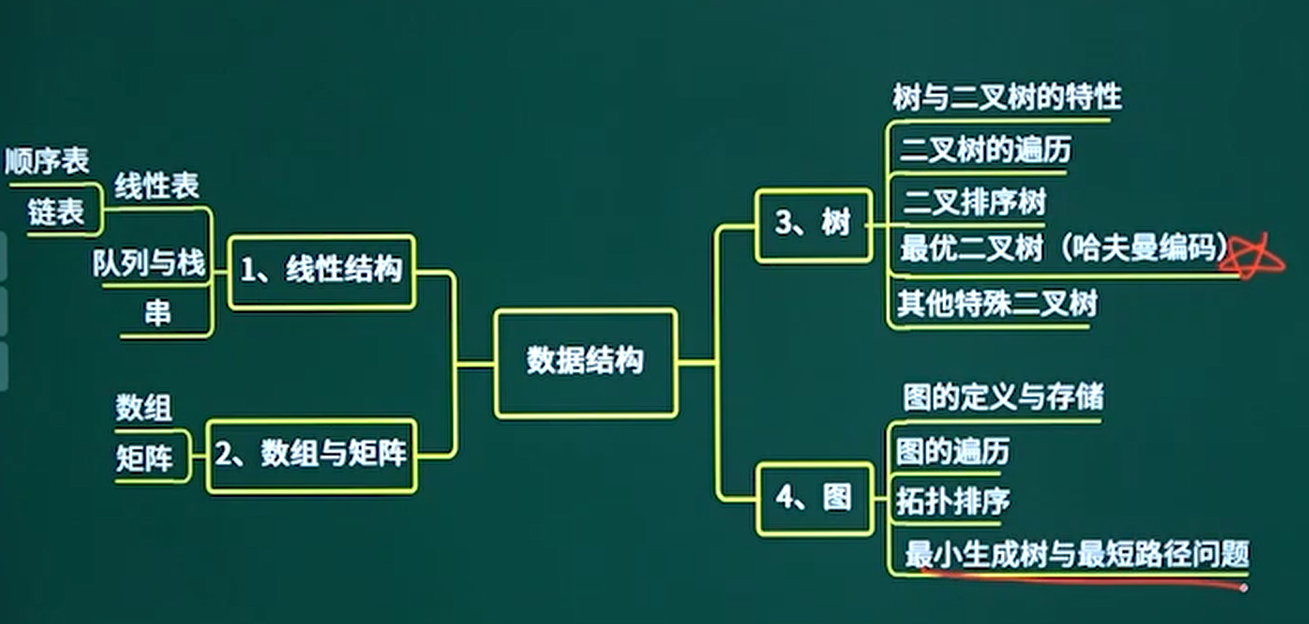 数据结构
1、线性结构
线性表
顺序表
链表
队列与栈
串
2、数组与矩阵
数组
矩阵
3、树
树与二叉树的特性
二叉树的遍历
二叉排序树
最优二叉树（哈夫曼编码）
其他特殊二叉树
4、图
图的定义与存储
图的遍历
拓扑排序
最小生成树与最短路径问题